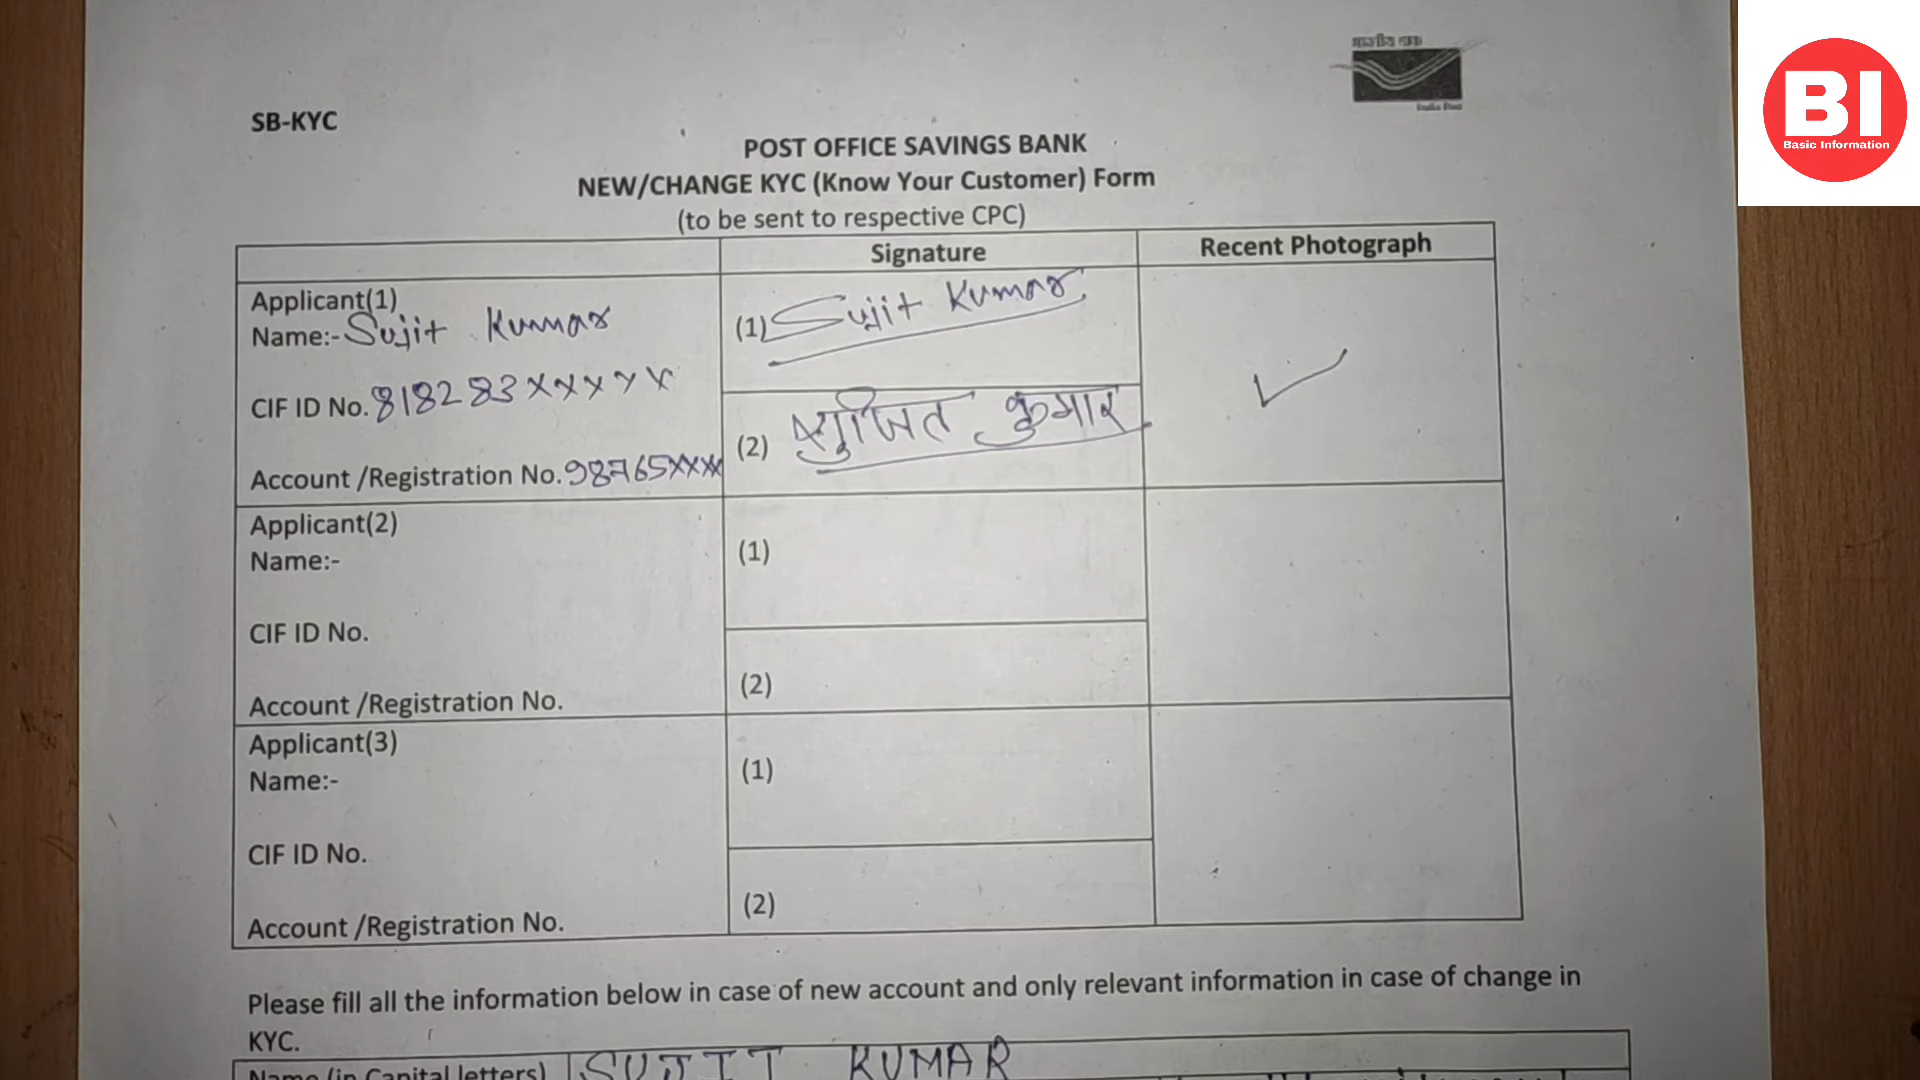 भारतीय डाक
India Post
BI
Basic Information
SB-KYC
POST OFFICE SAVINGS BANK
NEW/CHANGE KYC (Know Your Customer) Form
(to be sent to respective CPC)
Signature
Recent Photograph
Applicant(1)
Name:- Sujit Kumar
CIF ID No. 818283xxxxx
Account /Registration No. 98765xxxx
(1) Sujit Kumar
(2) सुजित कुमार
Applicant(2)
Name:-
CIF ID No.
Account /Registration No.
(1)
(2)
Applicant(3)
Name:-
CIF ID No.
Account /Registration No.
(1)
(2)
Please fill all the information below in case of new account and only relevant information in case of change in
KYC.
Name (in Capital letters) SUJIT KUMAR